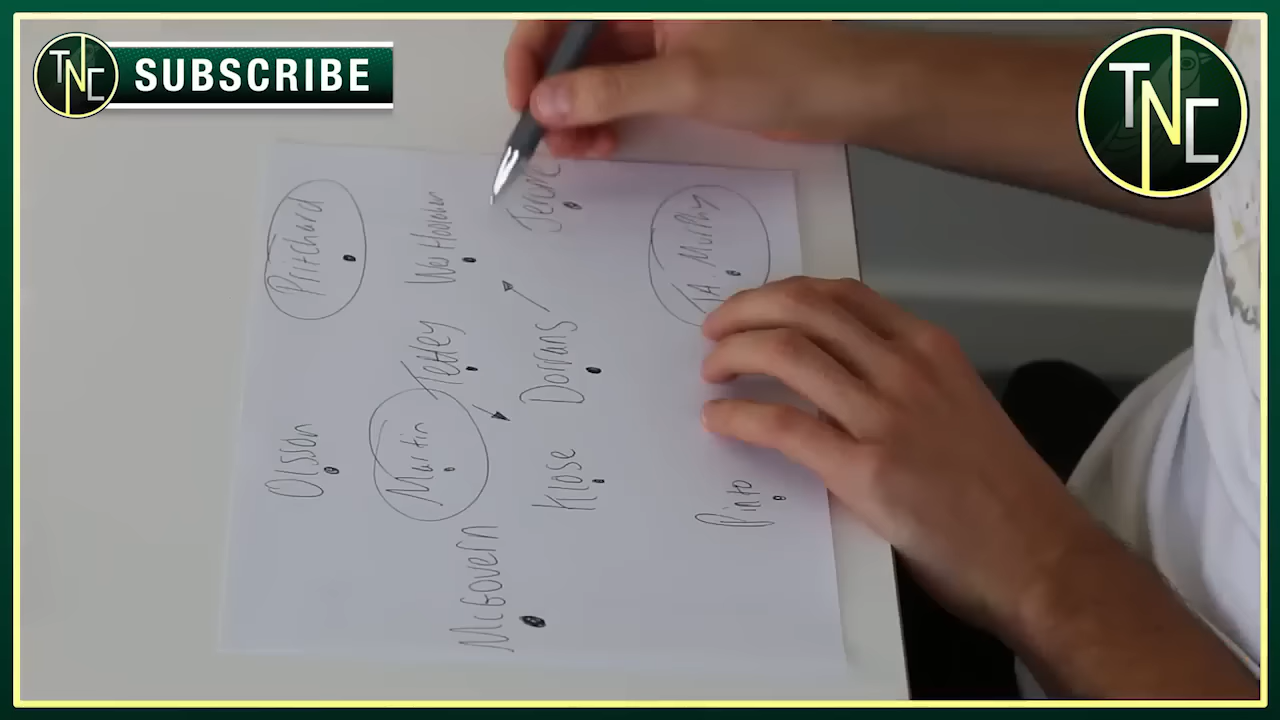 TNC
SUBSCRIBE
TNC
Pritchard
Wes Hoolahan
Jerome
J.A. Murphy
Tettey
Dorrans
Olsson
Martin
Klose
Pinto
McGovern